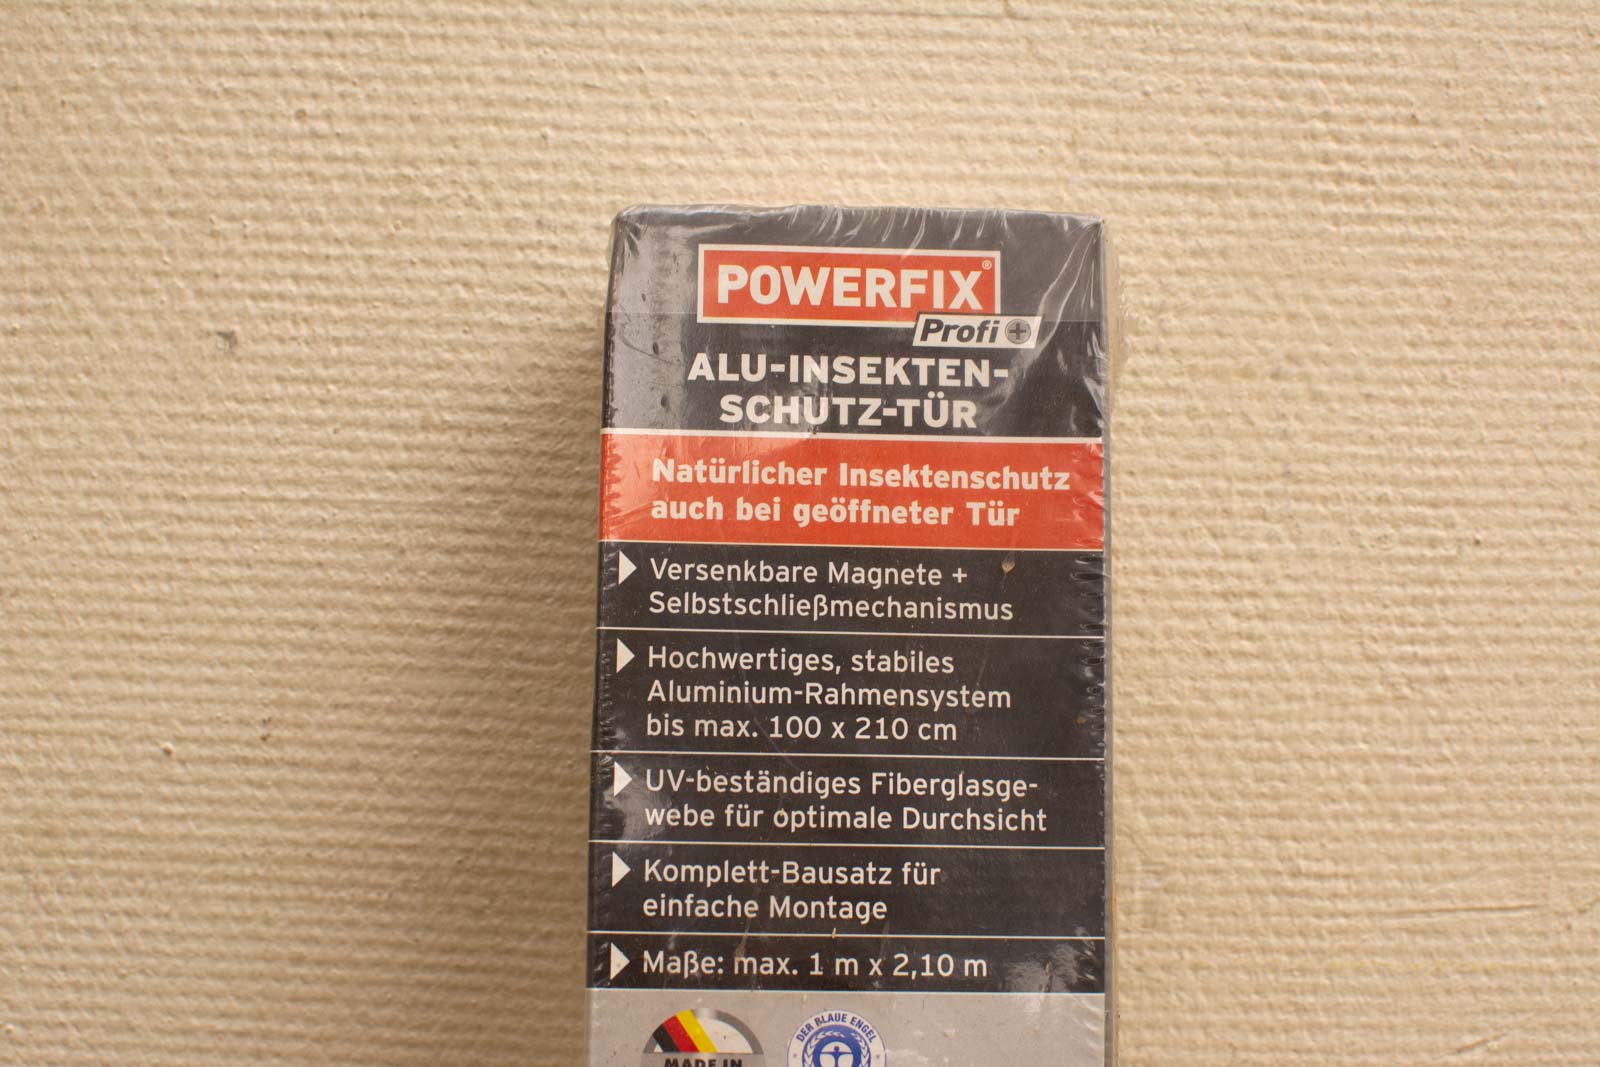 POWERFIX®
Profi+
ALU-INSEKTEN-
SCHUTZ-TÜR
Natürlicher Insektenschutz
auch bei geöffneter Tür
Versenkbare Magnete +
Selbstschließmechanismus
Hochwertiges, stabiles
Aluminium-Rahmensystem
bis max. 100 x 210 cm
UV-beständiges Fiberglasge-
webe für optimale Durchsicht
Komplett-Bausatz für
einfache Montage
Maße: max. 1 m x 2,10 m
DER BLAUE ENGEL
MADE IN